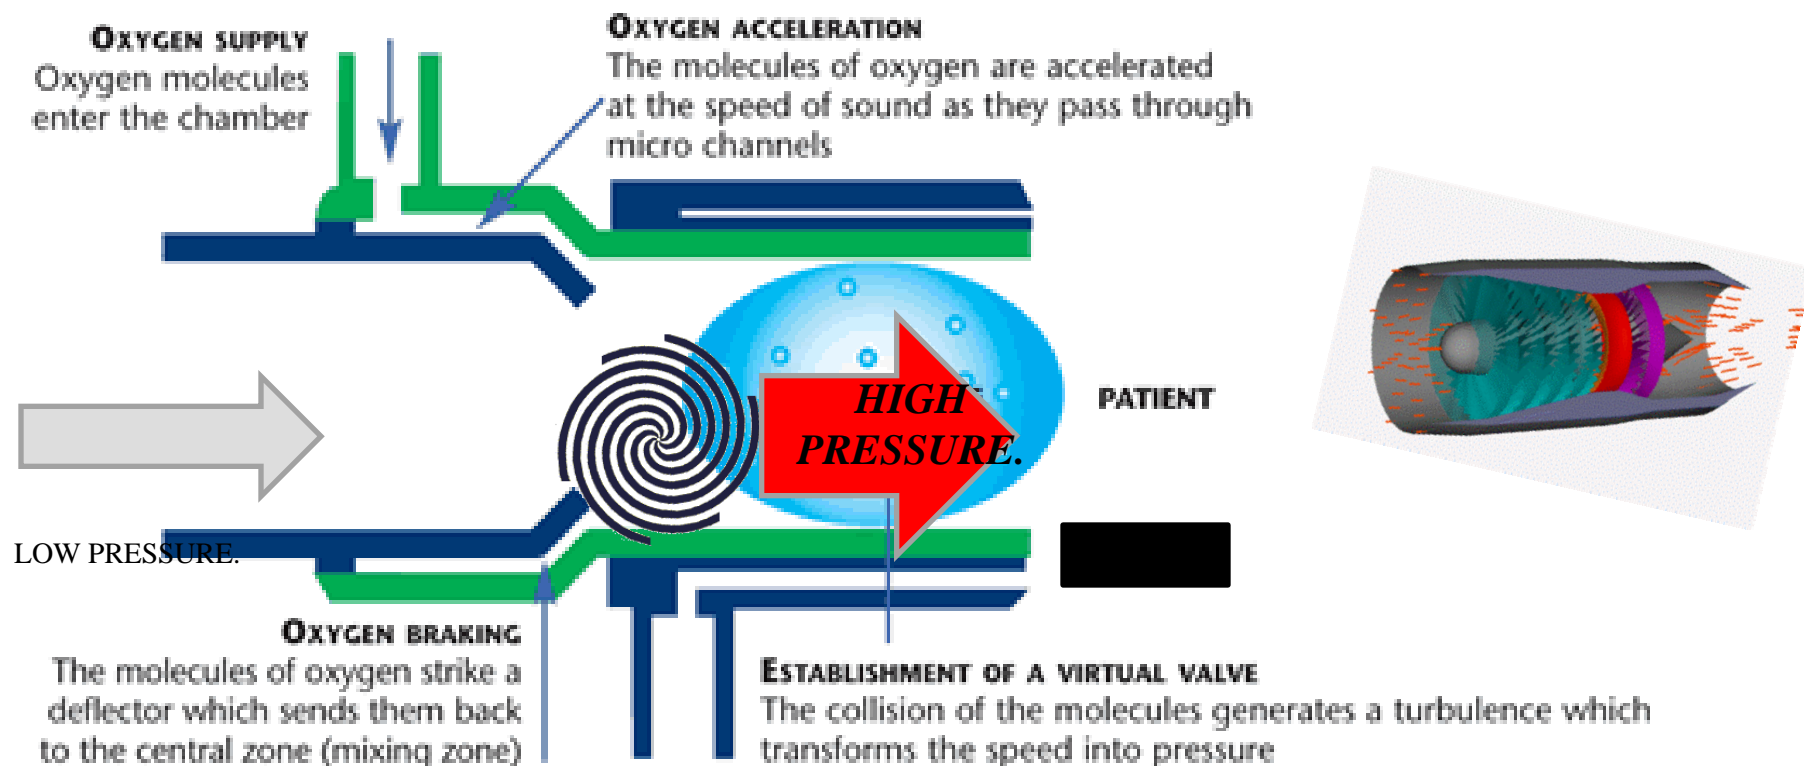 OXYGEN SUPPLY
Oxygen molecules
enter the chamber
OXYGEN ACCELERATION
The molecules of oxygen are accelerated
at the speed of sound as they pass through
micro channels
HIGH
PRESSURE.
PATIENT
LOW PRESSURE.
OXYGEN BRAKING
The molecules of oxygen strike a
deflector which sends them back
to the central zone (mixing zone)
ESTABLISHMENT OF A VIRTUAL VALVE
The collision of the molecules generates a turbulence which
transforms the speed into pressure